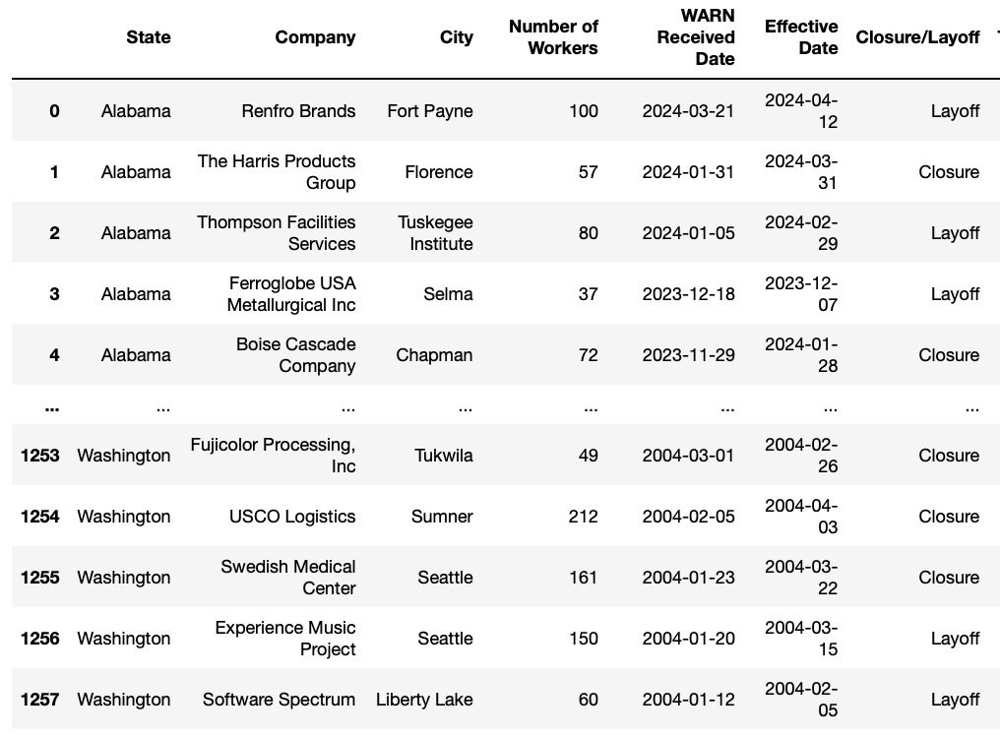 State Company City Number of Workers WARN Received Date Effective Date Closure/Layoff
0 Alabama Renfro Brands Fort Payne 100 2024-03-21 2024-04-12 Layoff
1 Alabama The Harris Products Group Florence 57 2024-01-31 2024-03-31 Closure
2 Alabama Thompson Facilities Services Tuskegee Institute 80 2024-01-05 2024-02-29 Layoff
3 Alabama Ferroglobe USA Metallurgical Inc Selma 37 2023-12-18 2023-12-07 Layoff
4 Alabama Boise Cascade Company Chapman 72 2023-11-29 2024-01-28 Closure
... ... ... ... ... ... ... ...
1253 Washington Fujicolor Processing, Inc Tukwila 49 2004-03-01 2004-02-26 Closure
1254 Washington USCO Logistics Sumner 212 2004-02-05 2004-04-03 Closure
1255 Washington Swedish Medical Center Seattle 161 2004-01-23 2004-03-22 Closure
1256 Washington Experience Music Project Seattle 150 2004-01-20 2004-03-15 Layoff
1257 Washington Software Spectrum Liberty Lake 60 2004-01-12 2004-02-05 Layoff